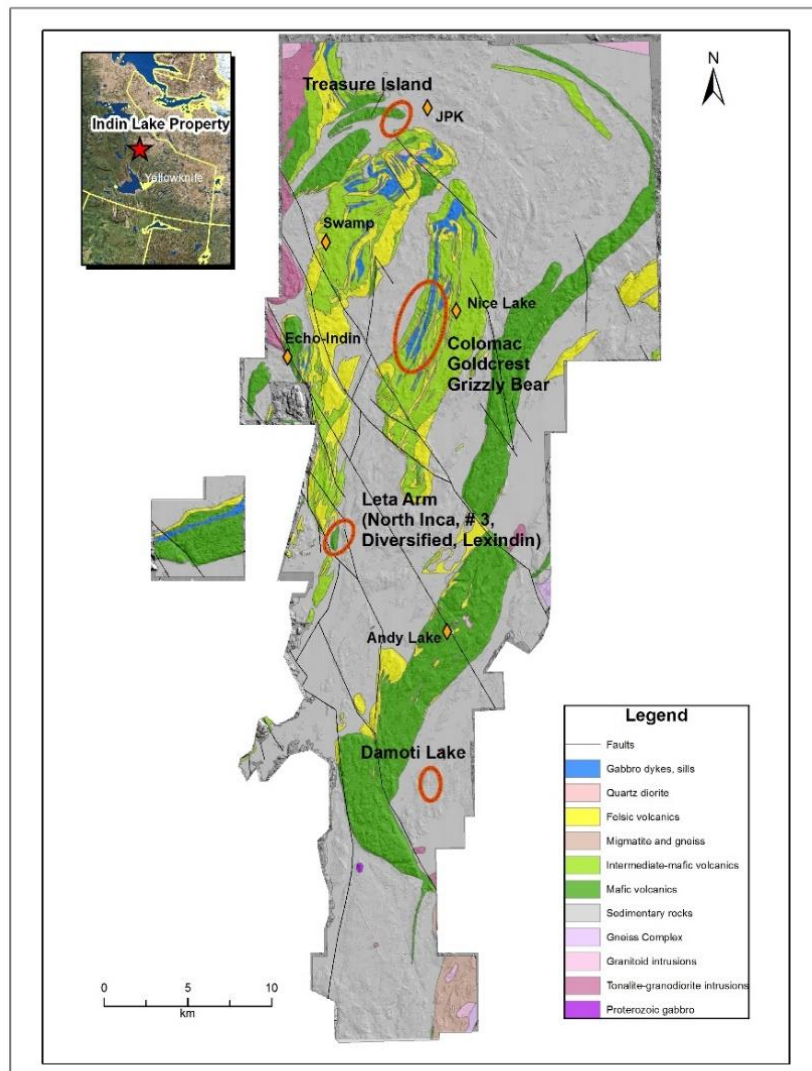 Indin Lake Property
Yellowknife
N
Treasure Island
JPK
Swamp
Nice Lake
Echo-Indin
Colomac
Goldcrest
Grizzly Bear
Leta Arm
(North Inca, # 3,
Diversified, Lexindin)
Andy Lake
Damoti Lake
Legend
Faults
Gabbro dykes, sills
Quartz diorite
Felsic volcanics
Migmatite and gneiss
Intermediate-mafic volcanics
Mafic volcanics
Sedimentary rocks
Gneiss Complex
Granitoid intrusions
Tonalite-granodiorite intrusions
Proterozoic gabbro
0 5 10
km